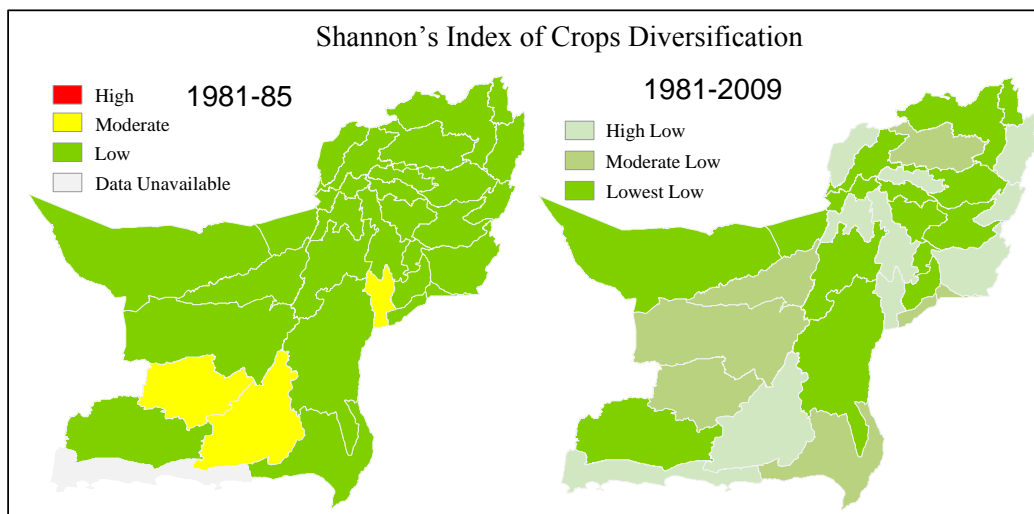 Shannon's Index of Crops Diversification
1981-85
High
Moderate
Low
Data Unavailable
1981-2009
High Low
Moderate Low
Lowest Low